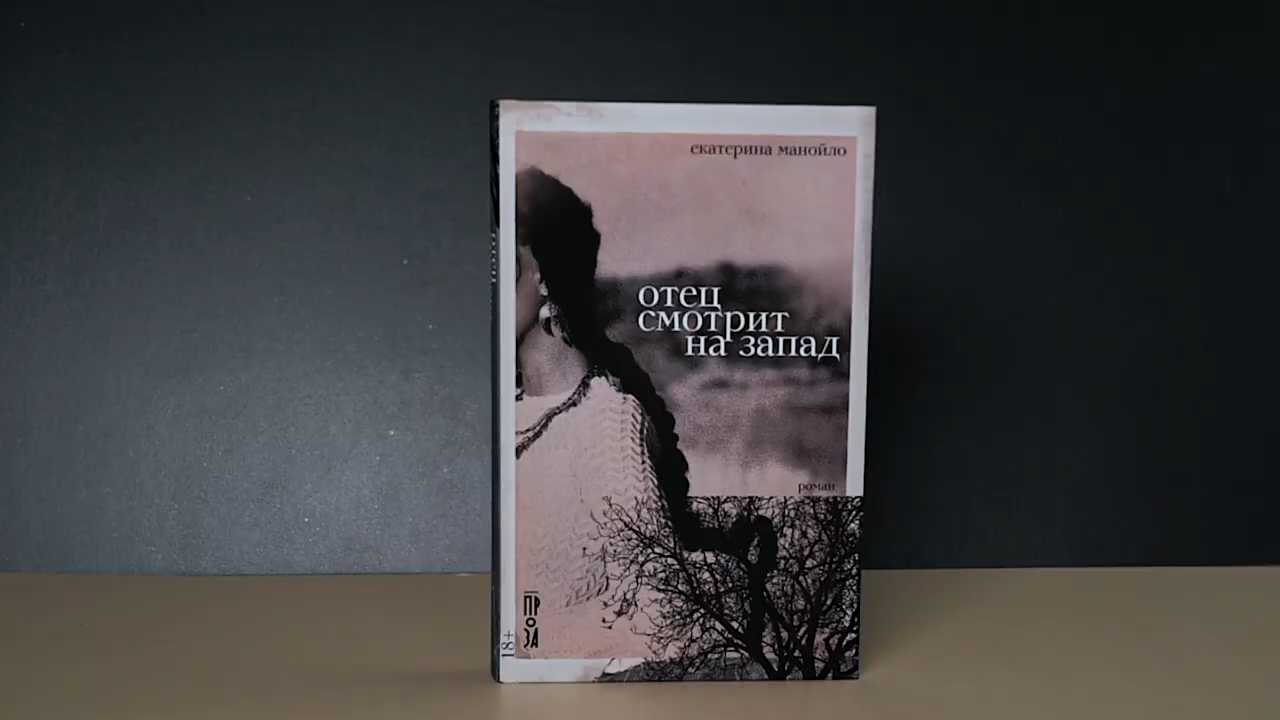 екатерина манойло
отец
смотрит
на запад
роман
ПРОЗА
18+